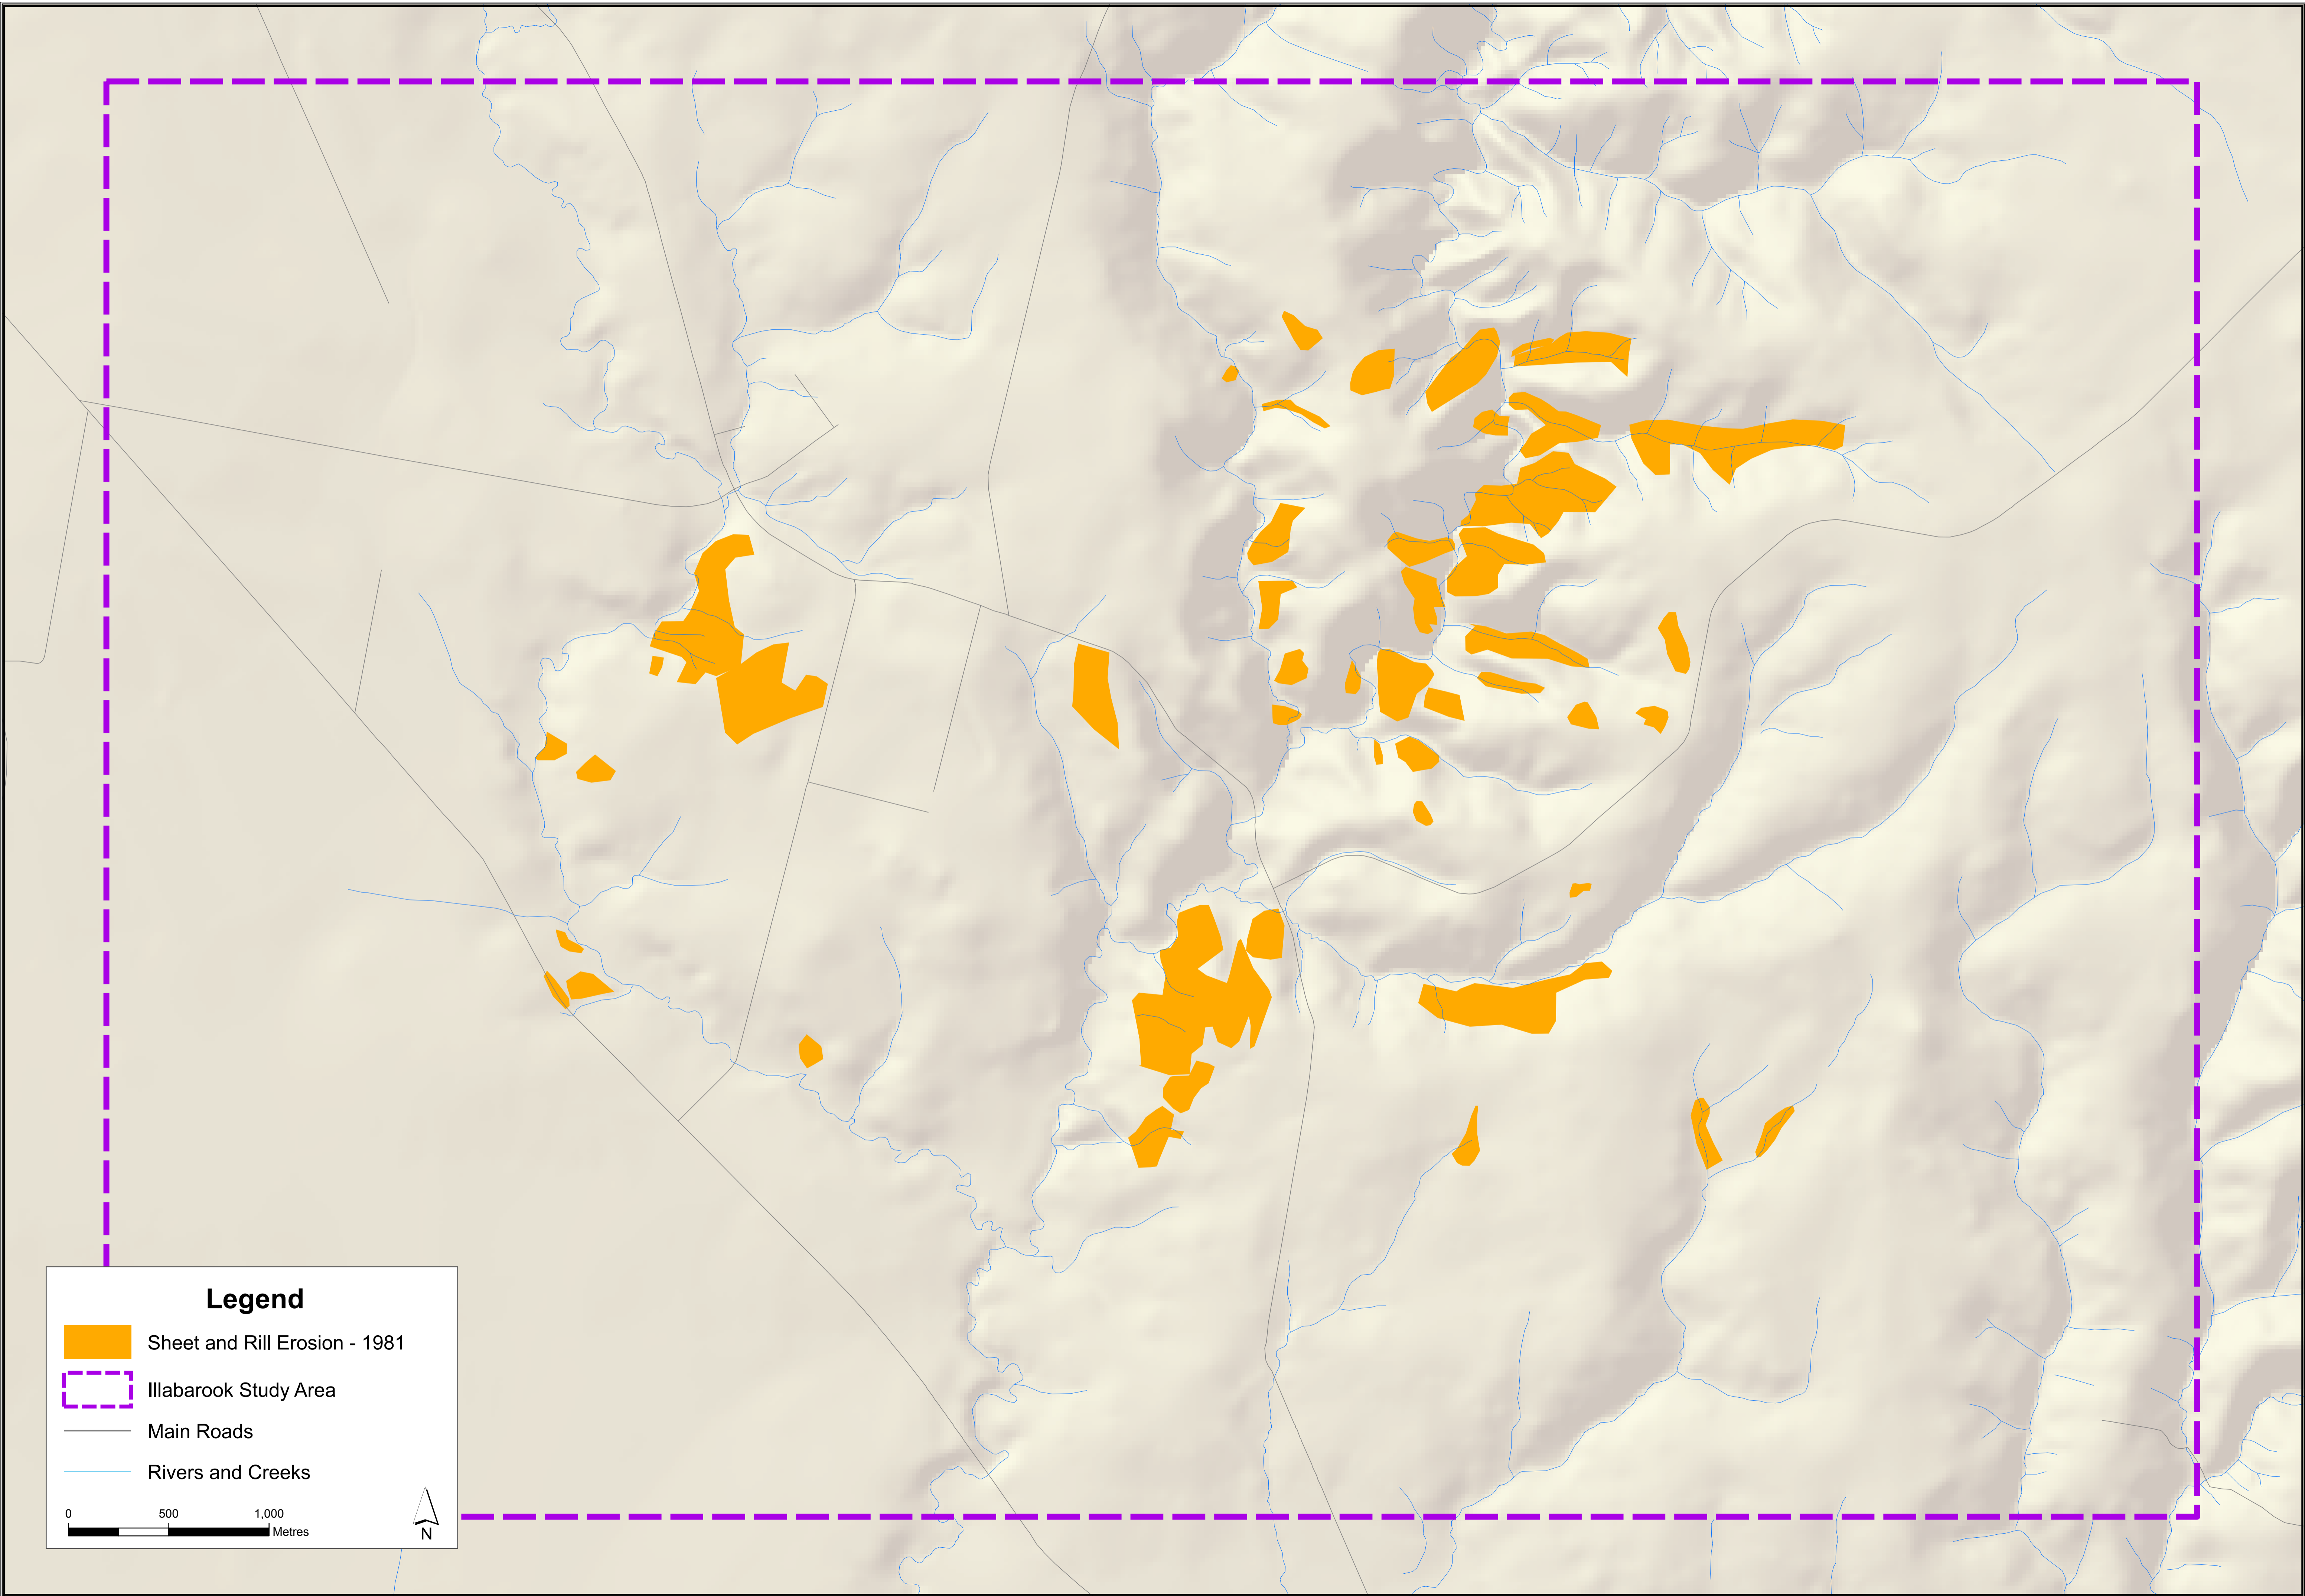 Legend
Sheet and Rill Erosion - 1981
Illabarook Study Area
Main Roads
Rivers and Creeks
0 500 1,000
Metres
N